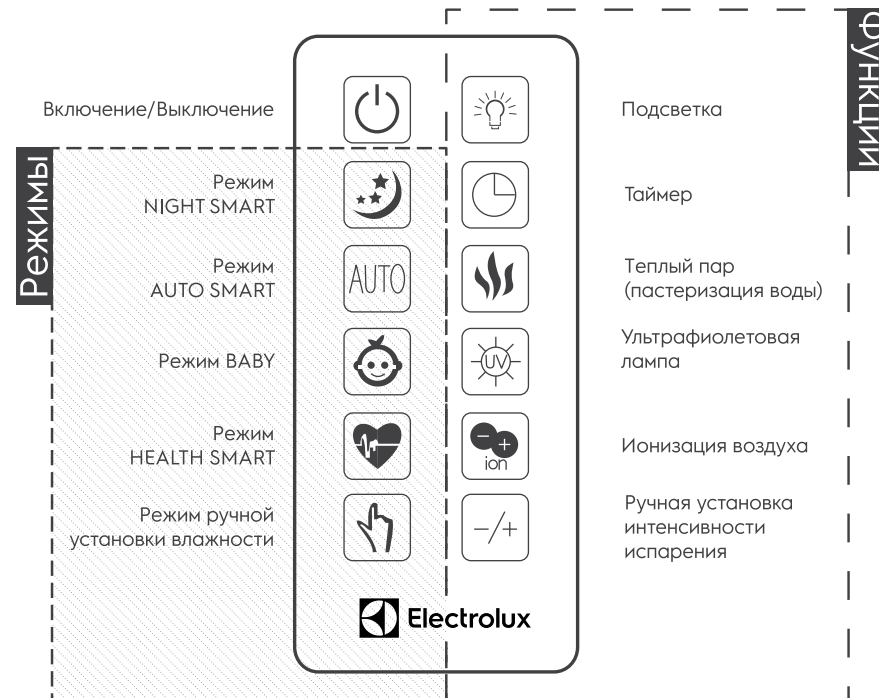 Функции
Включение/Выключение
Подсветка
Режимы
Режим
NIGHT SMART
Таймер
Режим
AUTO SMART
AUTO
Теплый пар
(пастеризация воды)
Режим BABY
UV
Ультрафиолетовая
лампа
Режим
HEALTH SMART
− +
ion
Ионизация воздуха
Режим ручной
установки влажности
−/+
Ручная установка
интенсивности
испарения
Electrolux